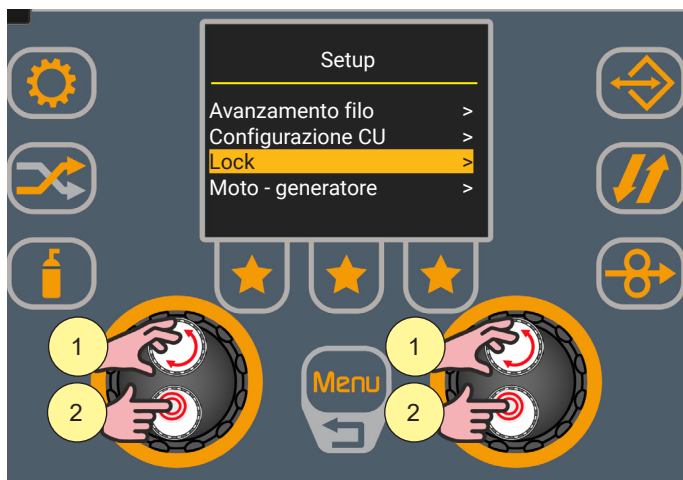 Setup
Avanzamento filo >
Configurazione CU >
Lock >
Moto - generatore >
1
1
2
2
Menu